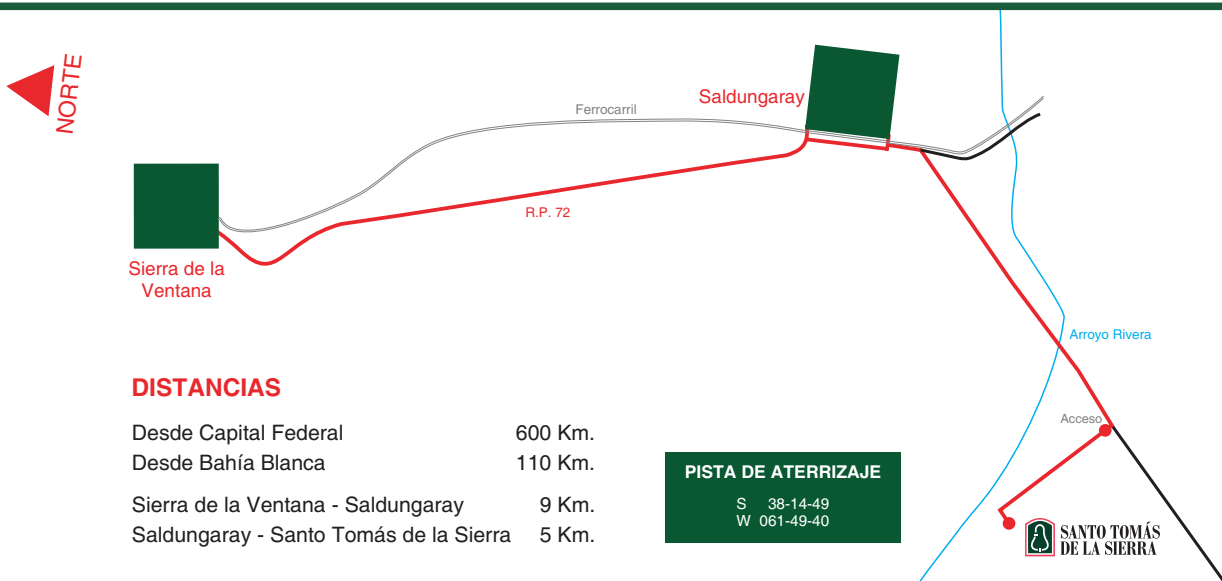 NORTE
Ferrocarril
Saldungaray
R.P. 72
Sierra de la
Ventana
Arroyo Rivera
Acceso
DISTANCIAS
Desde Capital Federal 600 Km.
Desde Bahía Blanca 110 Km.
Sierra de la Ventana - Saldungaray 9 Km.
Saldungaray - Santo Tomás de la Sierra 5 Km.
PISTA DE ATERRIZAJE
S 38-14-49
W 061-49-40
SANTO TOMÁS
DE LA SIERRA